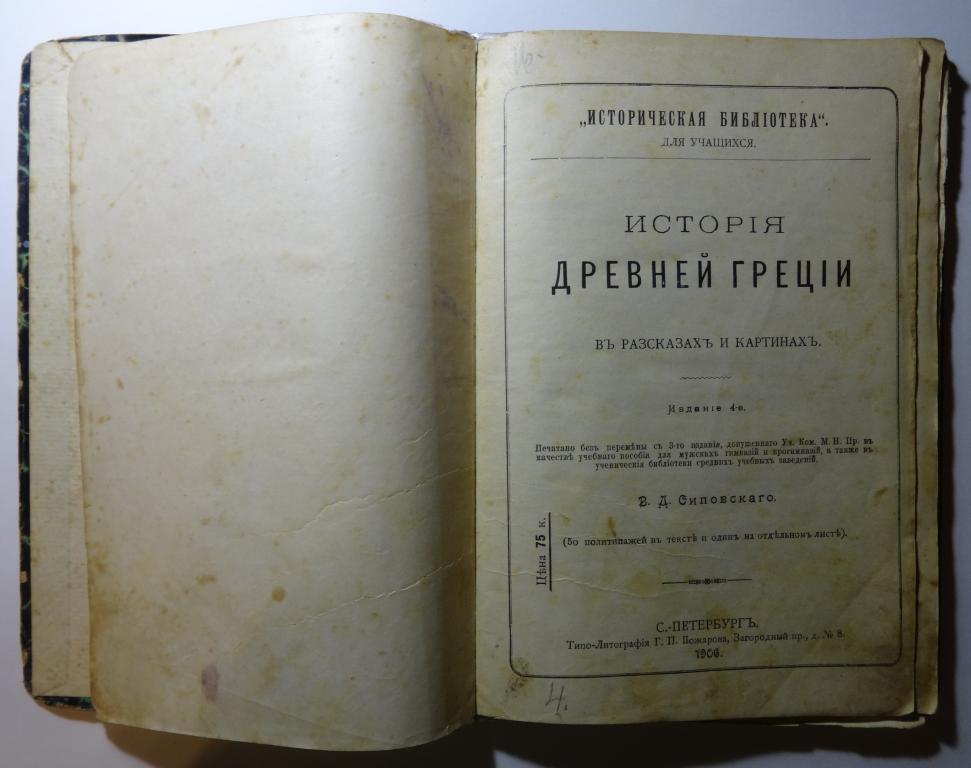 „ИСТОРИЧЕСКАЯ БИБЛІОТЕКА“.
ДЛЯ УЧАЩИХСЯ.
ИСТОРІЯ
ДРЕВНЕЙ ГРЕЦІИ
ВЪ РАЗСКАЗАХЪ И КАРТИНАХЪ.
Изданіе 4-е.
Печатано безъ перемѣны съ 3-го изданія, допущеннаго Уч. Ком. М. Н. Пр. въ
качествѣ учебнаго пособія для мужскихъ гимназій и прогимназій, а также въ
ученическія библіотеки среднихъ учебныхъ заведеній.
В. Д. Сиповскаго.
Цѣна 75 к.
(50 политипажей въ текстѣ и одинъ на отдѣльномъ листѣ).
С.-ПЕТЕРБУРГЪ.
Типо-Литографія Г. П. Пожарова, Загородный пр., д. № 8.
1906.
4.